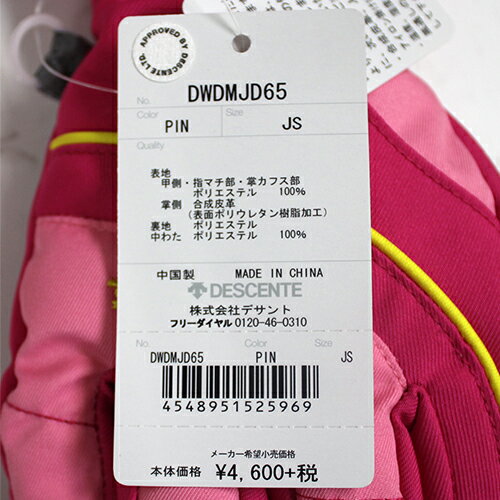 APPROVED BY DESCENTE LTD.
No. DWDMJD65
Color PIN Size JS
Quality
表地
甲側・指マチ部・掌カフス部
ポリエステル 100%
掌側 合成皮革
(表面ポリウレタン樹脂加工)
裏地 ポリエステル
中わた ポリエステル 100%
中国製 MADE IN CHINA
DESCENTE
株式会社デサント
フリーダイヤル 0120-46-0310
No. Color Size
DWDMJD65 PIN JS
4548951525969
メーカー希望小売価格
本体価格 ¥4,600+税